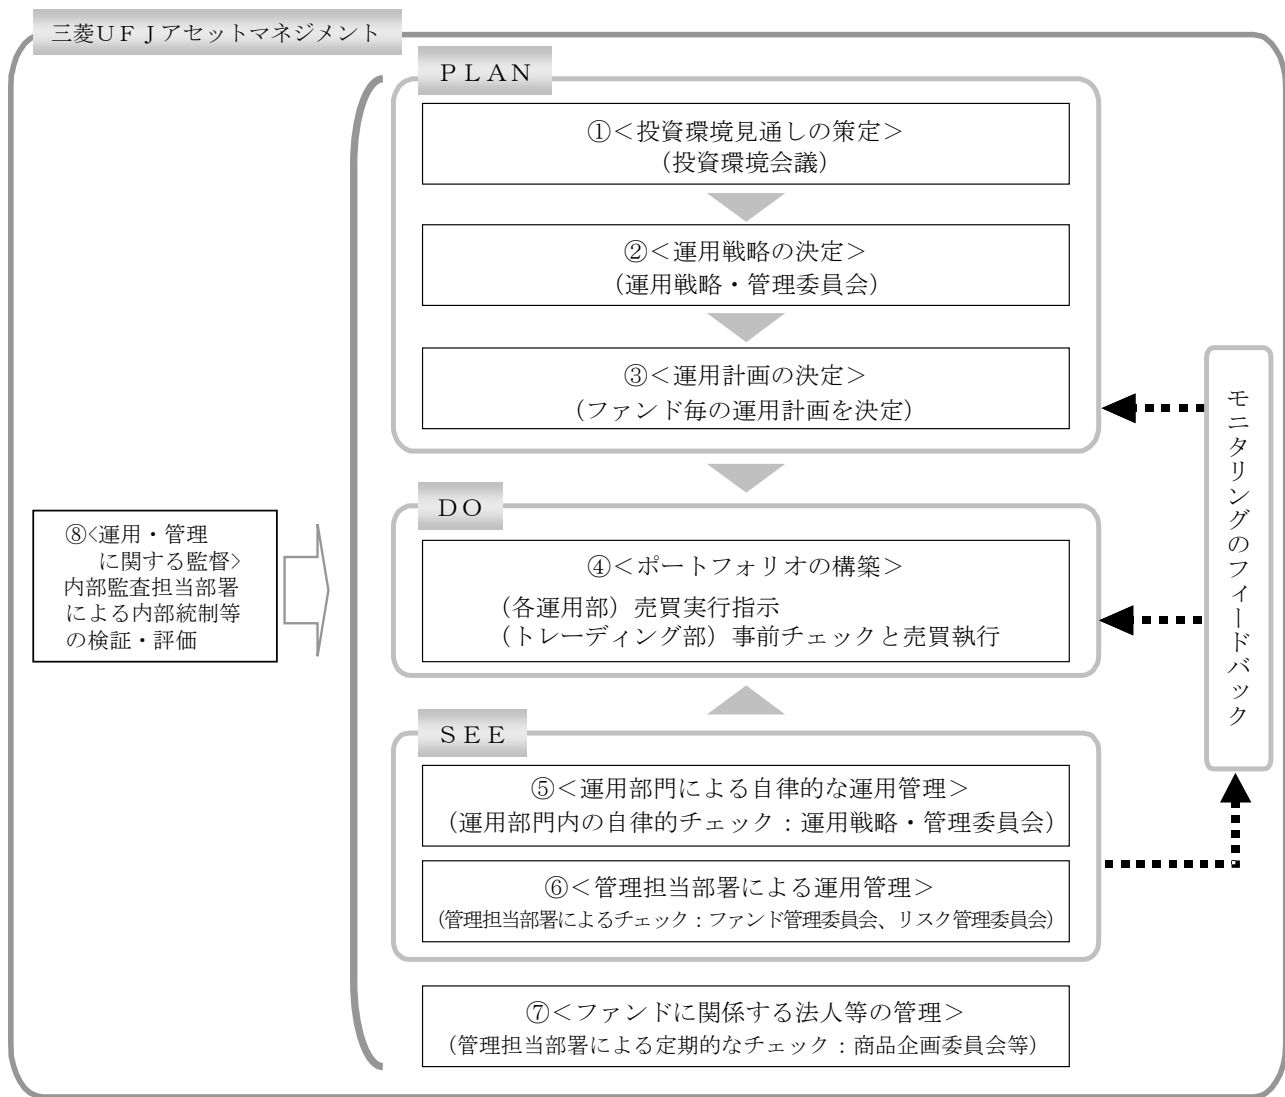 三菱ＵＦＪアセットマネジメント
ＰＬＡＮ
①＜投資環境見通しの策定＞
（投資環境会議）
②＜運用戦略の決定＞
（運用戦略・管理委員会）
③＜運用計画の決定＞
（ファンド毎の運用計画を決定）
ＤＯ
④＜ポートフォリオの構築＞
（各運用部）売買実行指示
（トレーディング部）事前チェックと売買執行
ＳＥＥ
⑤＜運用部門による自律的な運用管理＞
（運用部門内の自律的チェック：運用戦略・管理委員会）
⑥＜管理担当部署による運用管理＞
（管理担当部署によるチェック：ファンド管理委員会、リスク管理委員会）
⑦＜ファンドに関係する法人等の管理＞
（管理担当部署による定期的なチェック：商品企画委員会等）
⑧<運用・管理
に関する監督>
内部監査担当部署
による内部統制等
の検証・評価
モニタリングのフィードバック